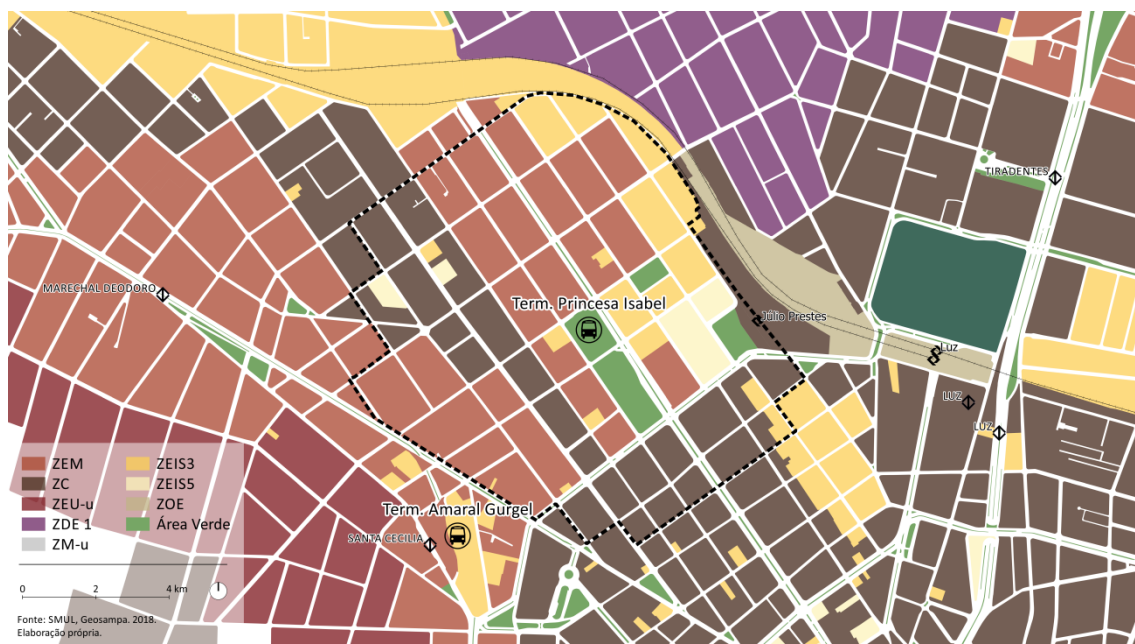 TIRADENTES
MARECHAL DEODORO
Term. Princesa Isabel
Júlio Prestes
Luz
LUZ
LUZ
Term. Amaral Gurgel
SANTA CECÍLIA
ZEM
ZC
ZEU-u
ZDE 1
ZM-u
ZEIS3
ZEIS5
ZOE
Área Verde
0 2 4 km
Fonte: SMUL, Geosampa. 2018.
Elaboração própria.